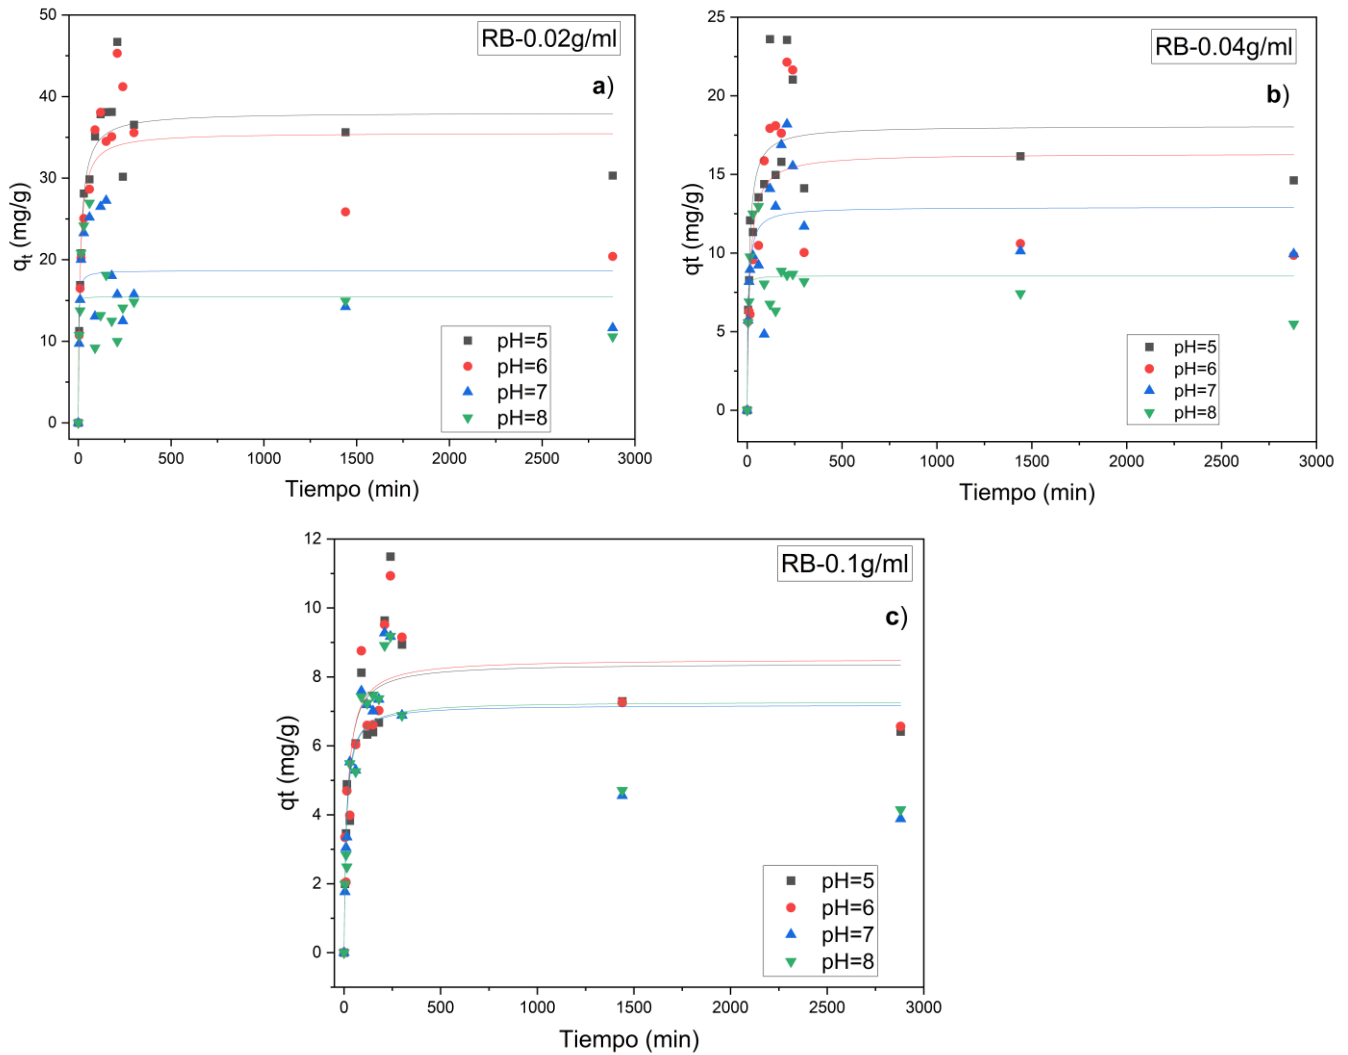 RB-0.02g/ml
a)
50
40
30
20
10
0
qt (mg/g)
pH=5
pH=6
pH=7
pH=8
0 500 1000 1500 2000 2500 3000
Tiempo (min)
RB-0.04g/ml
b)
25
20
15
10
5
0
qt (mg/g)
pH=5
pH=6
pH=7
pH=8
0 500 1000 1500 2000 2500 3000
Tiempo (min)
RB-0.1g/ml
c)
12
10
8
6
4
2
0
qt (mg/g)
pH=5
pH=6
pH=7
pH=8
0 500 1000 1500 2000 2500 3000
Tiempo (min)